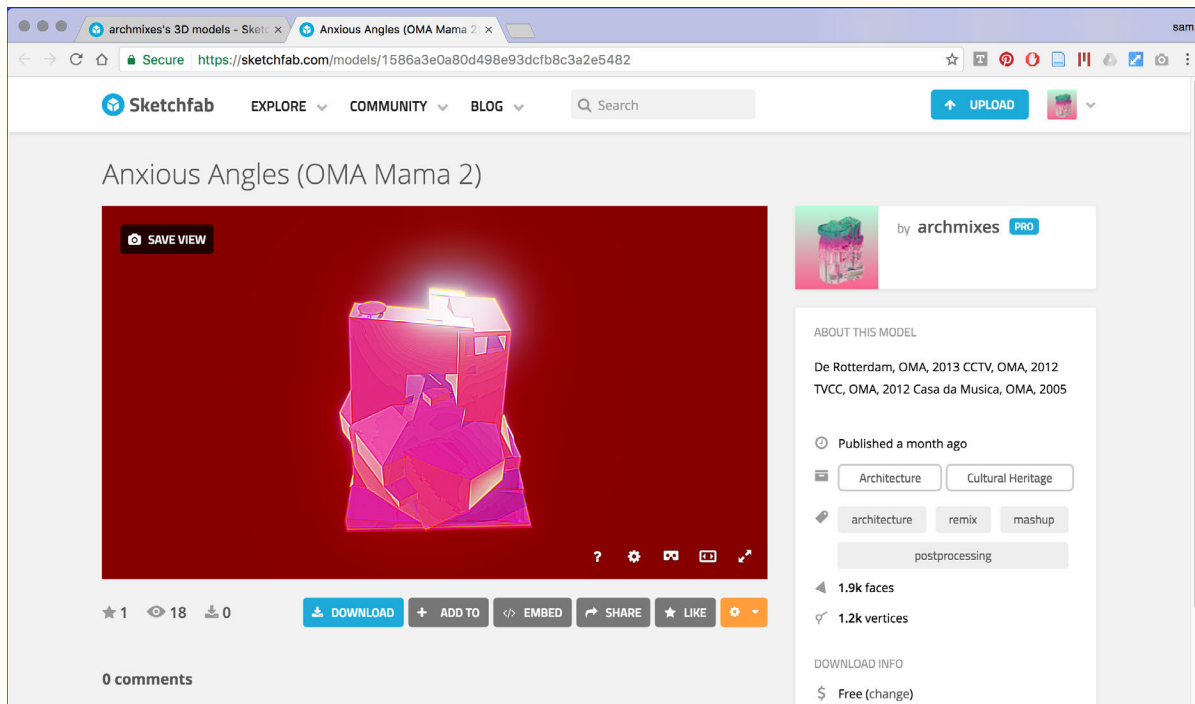 archmixes's 3D models - Sketc
Anxious Angles (OMA Mama 2)
sam
Secure https://sketchfab.com/models/1586a3e0a80d498e93dcfb8c3a2e5482
Sketchfab EXPLORE COMMUNITY BLOG Search UPLOAD
Anxious Angles (OMA Mama 2)
SAVE VIEW
by archmixes PRO
ABOUT THIS MODEL
De Rotterdam, OMA, 2013 CCTV, OMA, 2012
TVCC, OMA, 2012 Casa da Musica, OMA, 2005
Published a month ago
Architecture Cultural Heritage
architecture remix mashup
postprocessing
1.9k faces
1.2k vertices
DOWNLOAD INFO
$ Free (change)
?
1 18 0 DOWNLOAD + ADD TO </> EMBED SHARE LIKE
0 comments